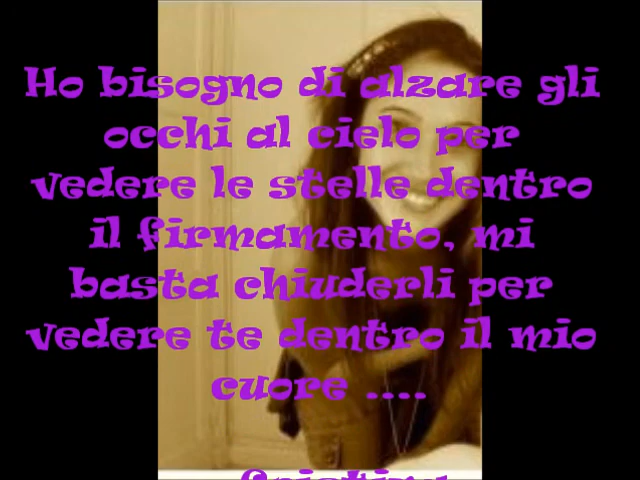 Ho bisogno di alzare gli
occhi al cielo per
vedere le stelle dentro
il firmamento, mi
basta chiuderli per
vedere te dentro il mio
cuore ....